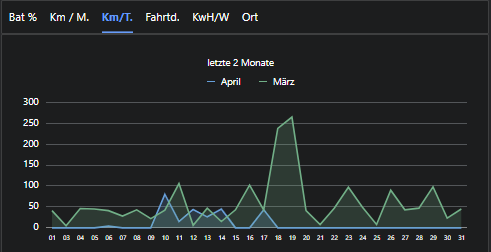 Bat % Km / M. Km/T. Fahrtd. KwH/W Ort
letzte 2 Monate
April März
300
250
200
150
100
50
0
01 03 04 05 06 07 08 09 10 11 12 13 14 15 16 17 18 19 20 21 22 23 24 25 26 27 28 29 30 31